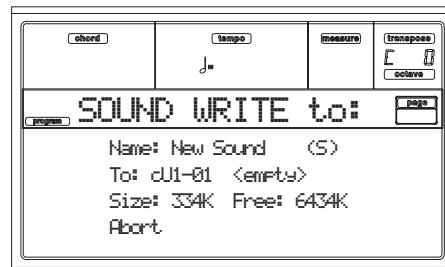 chord tempo measure transpose
♩=
C 0
octave
program SOUND WRITE to: page
Name: New Sound (S)
To: cU1-01 <empty>
Size: 334K Free: 6434K
Abort